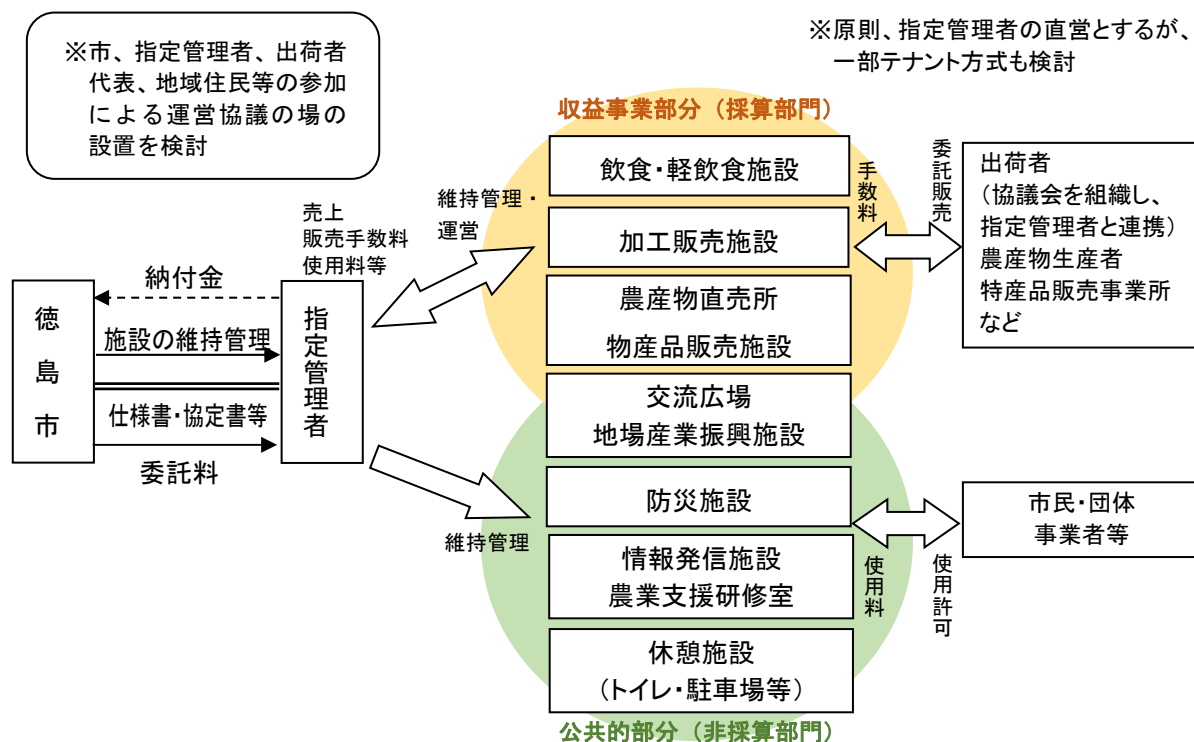 ※市、指定管理者、出荷者
代表、地域住民等の参加
による運営協議の場の
設置を検討
※原則、指定管理者の直営とするが、
一部テナント方式も検討
収益事業部分（採算部門）
飲食・軽飲食施設
加工販売施設
農産物直売所
物産品販売施設
交流広場
地場産業振興施設
防災施設
情報発信施設
農業支援研修室
休憩施設
（トイレ・駐車場等）
公共的部分（非採算部門）
維持管理・
運営
売上
販売手数料
使用料等
納付金
施設の維持管理
仕様書・協定書等
委託料
徳島市
指定管理者
維持管理
手数料
委託販売
出荷者
（協議会を組織し、
指定管理者と連携）
農産物生産者
特産品販売事業所
など
使用料
使用許可
市民・団体
事業者等